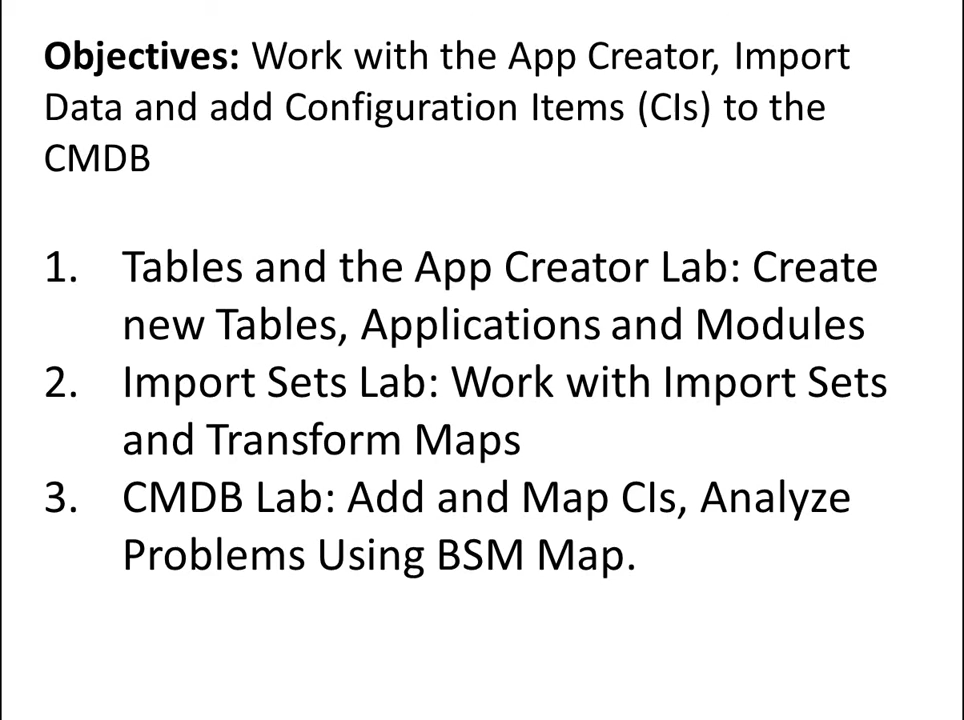 Objectives: Work with the App Creator, Import
Data and add Configuration Items (CIs) to the
CMDB
1. Tables and the App Creator Lab: Create
new Tables, Applications and Modules
2. Import Sets Lab: Work with Import Sets
and Transform Maps
3. CMDB Lab: Add and Map CIs, Analyze
Problems Using BSM Map.